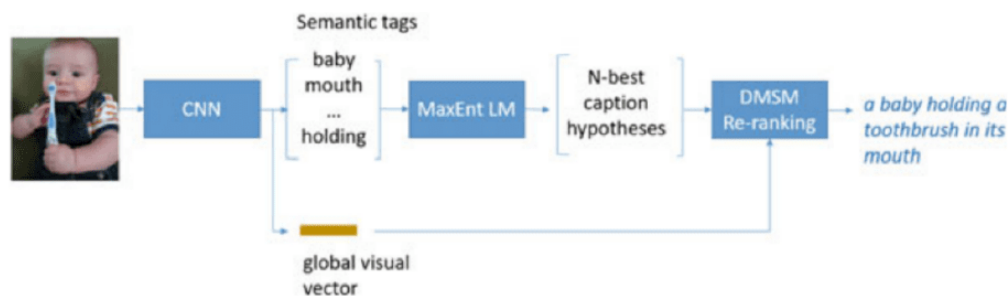 Semantic tags
baby
mouth
...
holding
CNN
MaxEnt LM
N-best
caption
hypotheses
DMSM
Re-ranking
a baby holding a
toothbrush in its
mouth
global visual
vector